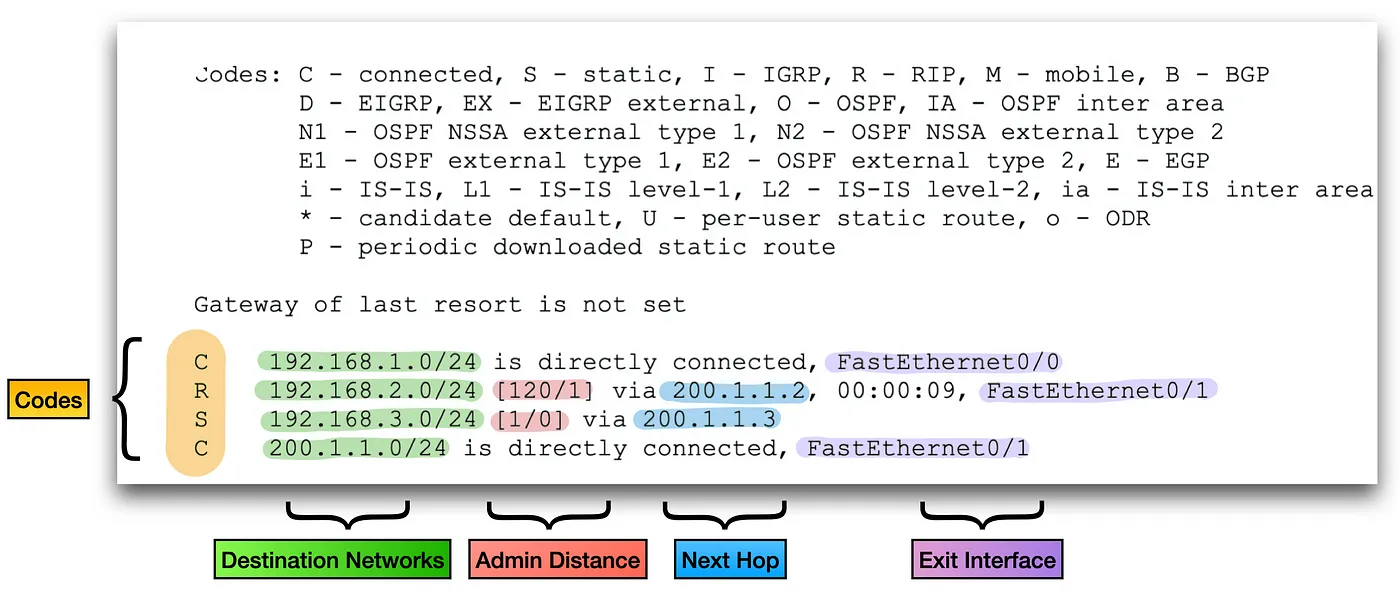 Codes: C - connected, S - static, I - IGRP, R - RIP, M - mobile, B - BGP
D - EIGRP, EX - EIGRP external, O - OSPF, IA - OSPF inter area
N1 - OSPF NSSA external type 1, N2 - OSPF NSSA external type 2
E1 - OSPF external type 1, E2 - OSPF external type 2, E - EGP
i - IS-IS, L1 - IS-IS level-1, L2 - IS-IS level-2, ia - IS-IS inter area
* - candidate default, U - per-user static route, o - ODR
P - periodic downloaded static route
Gateway of last resort is not set
C 192.168.1.0/24 is directly connected, FastEthernet0/0
R 192.168.2.0/24 [120/1] via 200.1.1.2, 00:00:09, FastEthernet0/1
S 192.168.3.0/24 [1/0] via 200.1.1.3
C 200.1.1.0/24 is directly connected, FastEthernet0/1
Codes
Destination Networks
Admin Distance
Next Hop
Exit Interface